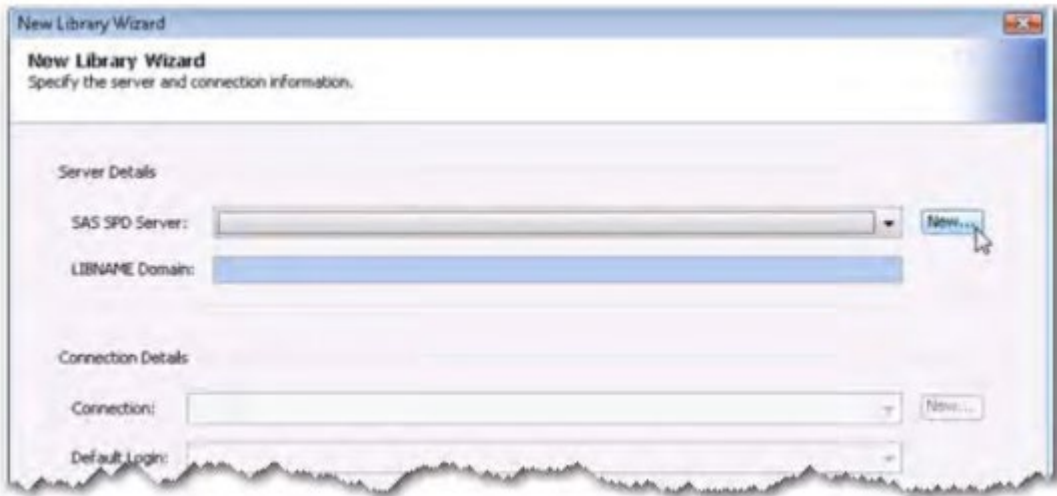 New Library Wizard
New Library Wizard
Specify the server and connection information.
Server Details
SAS SPD Server:
New...
LIBNAME Domain:
Connection Details
Connection:
New...
Default Login: